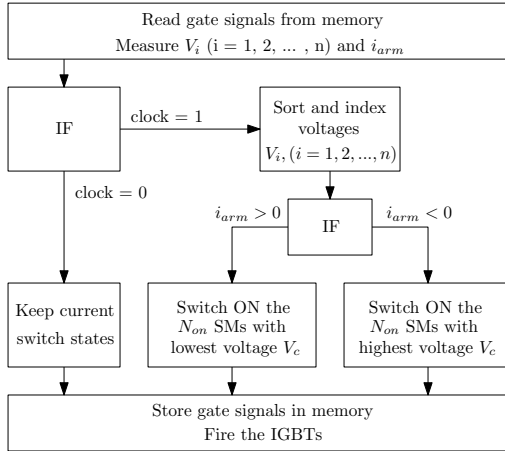 Read gate signals from memory
Measure V_i (i = 1, 2, ... , n) and i_arm
IF
clock = 1
Sort and index
voltages
V_i, (i = 1, 2, ..., n)
clock = 0
i_arm > 0
IF
i_arm < 0
Keep current
switch states
Switch ON the
N_on SMs with
lowest voltage V_c
Switch ON the
N_on SMs with
highest voltage V_c
Store gate signals in memory
Fire the IGBTs